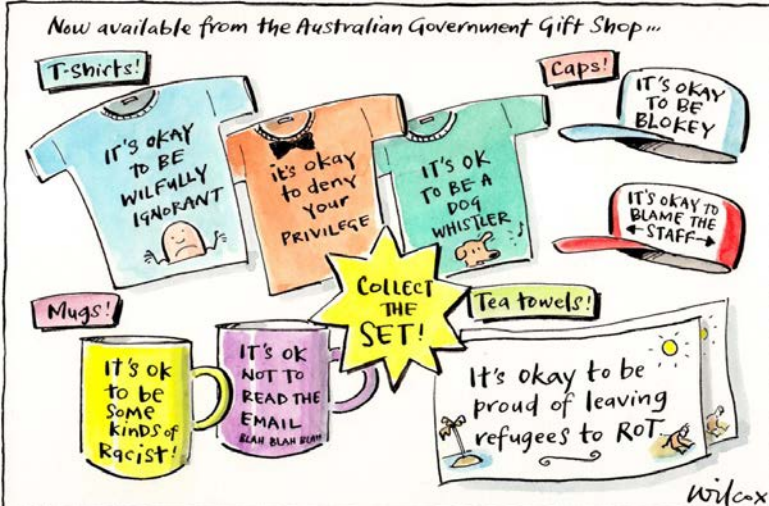 Now available from the Australian Government Gift Shop...
T-Shirts!
IT'S OKAY
TO BE
WILFULLY
IGNORANT
it's okay
to deny
your
PRIVILEGE
IT'S OK
TO BE A
DOG
WHISTLER
Caps!
IT'S OKAY
TO BE
BLOKEY
IT'S OKAY TO
BLAME THE
STAFF
COLLECT
THE
SET!
Mugs!
It's OK
to be
some
kinds of
Racist!
IT'S OK
NOT TO
READ THE
EMAIL
BLAH BLAH BLAH
Tea towels!
It's okay to be
proud of leaving
refugees to ROT
Wilcox